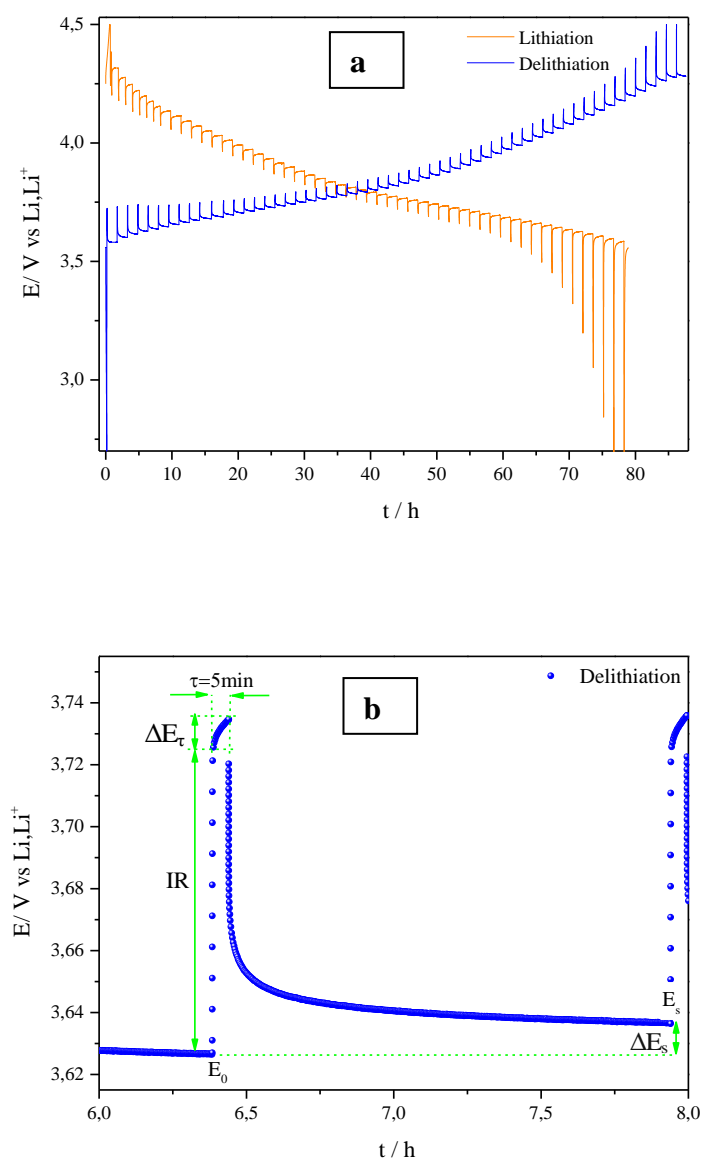 4,5
Lithiation
Delithiation
a
4,0
3,5
3,0
E/ V vs Li,Li⁺
0 10 20 30 40 50 60 70 80
t / h
τ=5min
b
Delithiation
3,74
ΔEτ
3,72
3,70
IR
3,68
3,66
3,64
3,62
E/ V vs Li,Li⁺
Es
ΔEs
E0
6,0 6,5 7,0 7,5 8,0
t / h